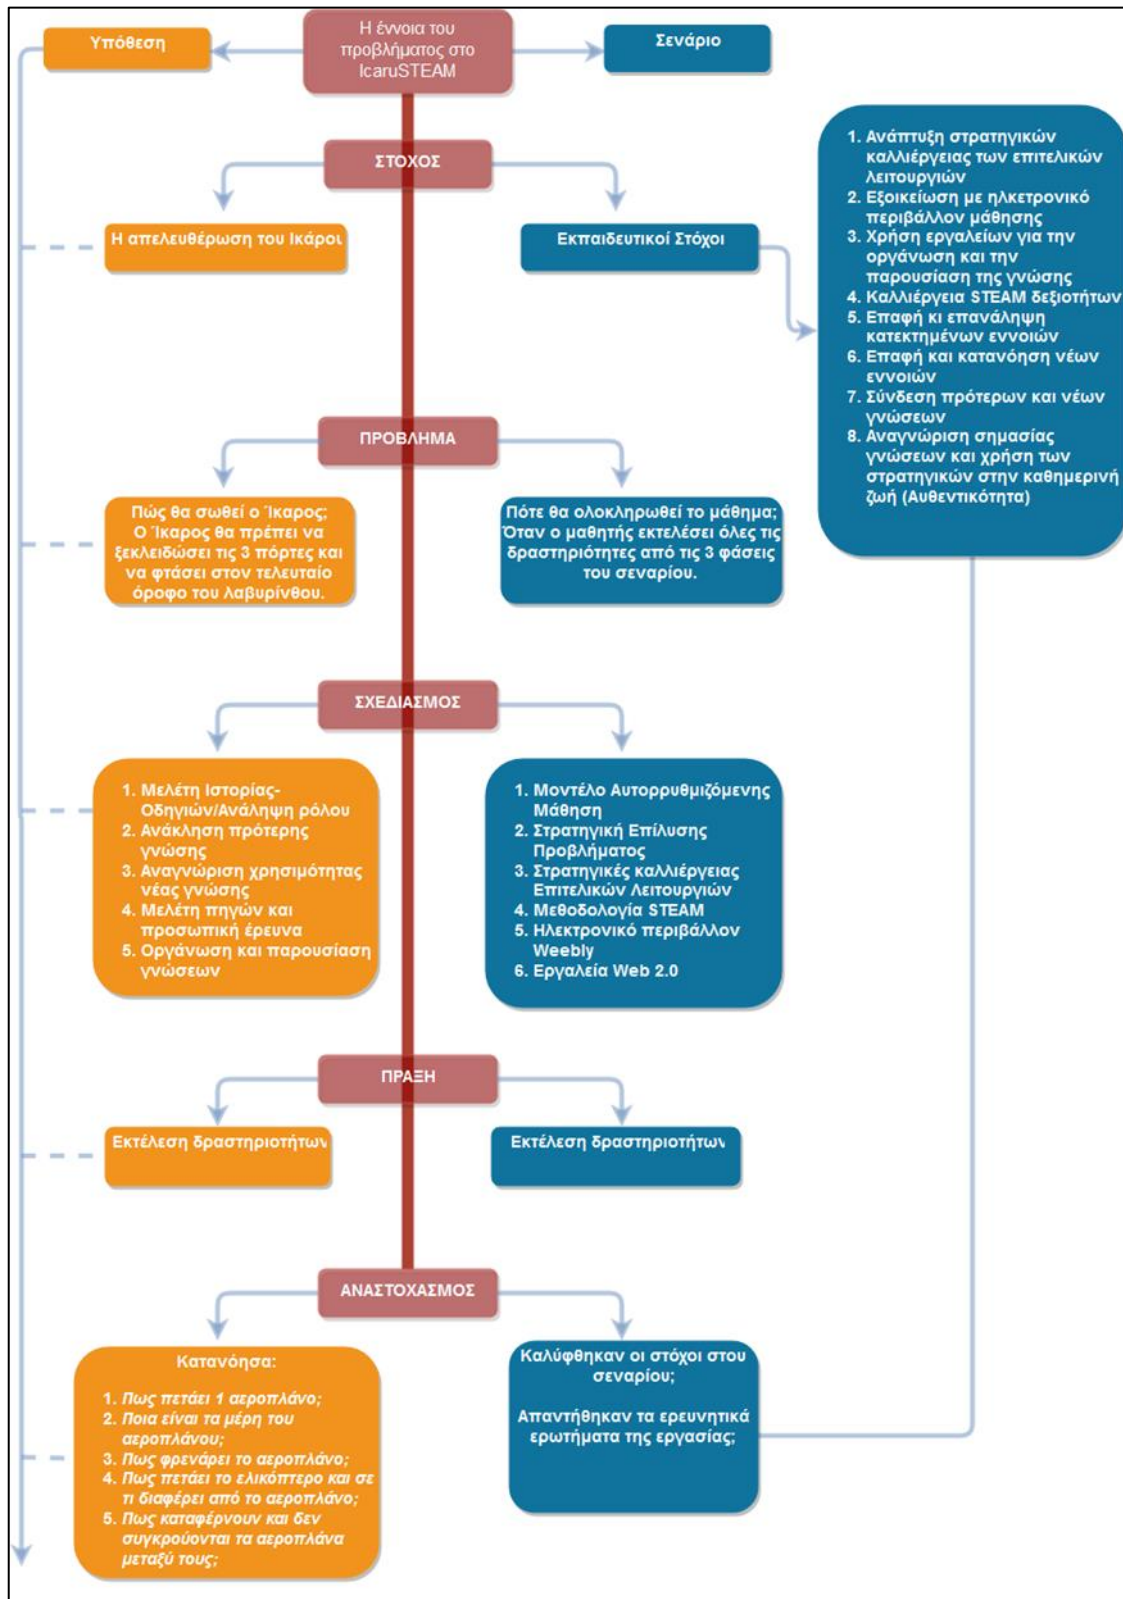 Υπόθεση
Η έννοια του
προβλήματος στο
IcaruSTEAM
Σενάριο
ΣΤΟΧΟΣ
Η απελευθέρωση του Ικάρου
Εκπαιδευτικοί Στόχοι
1. Ανάπτυξη στρατηγικών
καλλιέργειας των επιτελικών
λειτουργιών
2. Εξοικείωση με ηλκετρονικό
περιβάλλον μάθησης
3. Χρήση εργαλείων για την
οργάνωση και την
παρουσίαση της γνώσης
4. Καλλιέργεια STEAM δεξιοτήτων
5. Επαφή κι επανάληψη
κατεκτημένων εννοιών
6. Επαφή και κατανόηση νέων
εννοιών
7. Σύνδεση πρότερων και νέων
γνώσεων
8. Αναγνώριση σημασίας
γνώσεων και χρήση των
στρατηγικών στην καθημερινή
ζωή (Αυθεντικότητα)
ΠΡΟΒΛΗΜΑ
Πώς θα σωθεί ο Ίκαρος;
Ο Ίκαρος θα πρέπει να
ξεκλειδώσει τις 3 πόρτες και
να φτάσει στον τελευταίο
όροφο του λαβυρίνθου.
Πότε θα ολοκληρωθεί το μάθημα;
Όταν ο μαθητής εκτελέσει όλες τις
δραστηριότητες από τις 3 φάσεις
του σεναρίου.
ΣΧΕΔΙΑΣΜΟΣ
1. Μελέτη Ιστορίας-
Οδηγιών/Ανάληψη ρόλου
2. Ανάκληση πρότερης
γνώσης
3. Αναγνώριση χρησιμότητας
νέας γνώσης
4. Μελέτη πηγών και
προσωπική έρευνα
5. Οργάνωση και παρουσίαση
γνώσεων
1. Μοντέλο Αυτορρυθμιζόμενης
Μάθηση
2. Στρατηγική Επίλυσης
Προβλήματος
3. Στρατηγικές καλλιέργειας
Επιτελικών Λειτουργιών
4. Μεθοδολογία STEAM
5. Ηλεκτρονικό περιβάλλον
Weebly
6. Εργαλεία Web 2.0
ΠΡΑΞΗ
Εκτέλεση δραστηριοτήτων
Εκτέλεση δραστηριοτήτων
ΑΝΑΣΤΟΧΑΣΜΟΣ
Κατανόησα:
1. Πως πετάει 1 αεροπλάνο;
2. Ποια είναι τα μέρη του
αεροπλάνου;
3. Πως φρενάρει το αεροπλάνο;
4. Πως πετάει το ελικόπτερο και σε
τι διαφέρει από το αεροπλάνο;
5. Πως καταφέρνουν και δεν
συγκρούονται τα αεροπλάνα
μεταξύ τους;
Καλύφθηκαν οι στόχοι στου
σεναρίου;
Απαντήθηκαν τα ερευνητικά
ερωτήματα της εργασίας;